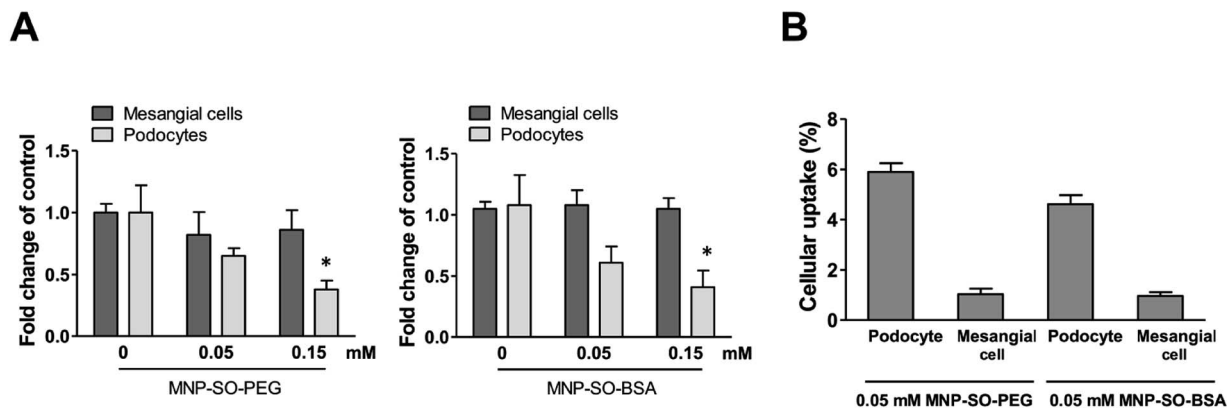 A
B
Mesangial cells
Podocytes
Fold change of control
1.5
1.0
0.5
0.0
*
0 0.05 0.15 mM
MNP-SO-PEG
Mesangial cells
Podocytes
Fold change of control
1.5
1.0
0.5
0.0
*
0 0.05 0.15 mM
MNP-SO-BSA
Cellular uptake (%)
8
6
4
2
0
Podocyte Mesangial Podocyte Mesangial
cell cell
0.05 mM MNP-SO-PEG 0.05 mM MNP-SO-BSA